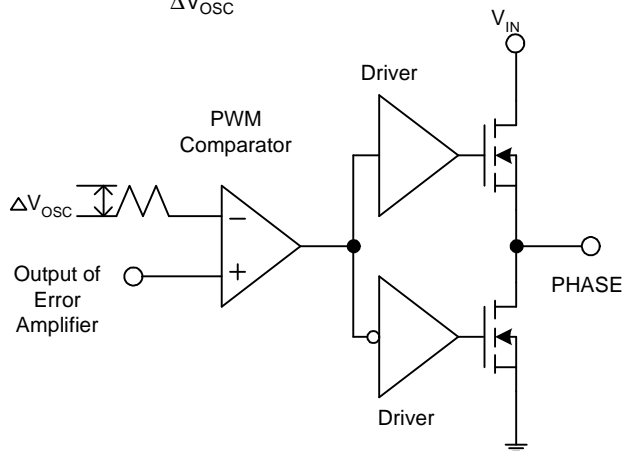 ΔV_OSC
V_IN
Driver
PWM
Comparator
ΔV_OSC
−
+
Output of
Error
Amplifier
PHASE
Driver